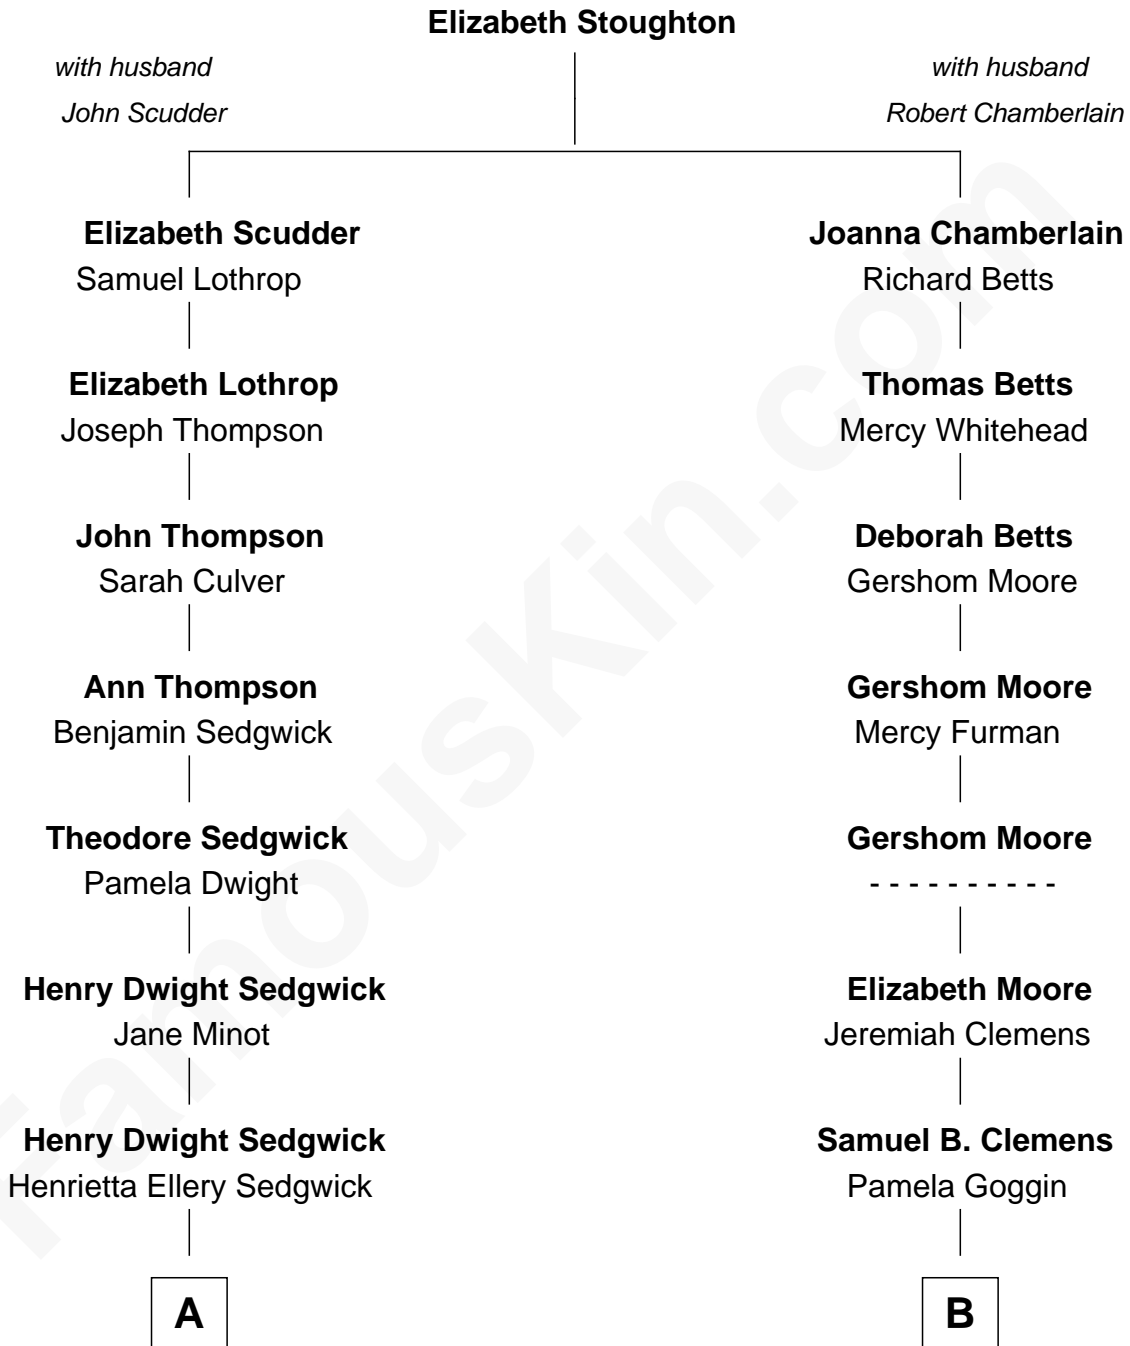 Elizabeth Stoughton
with husband
John Scudder
with husband
Robert Chamberlain
Elizabeth Scudder
Samuel Lothrop
Joanna Chamberlain
Richard Betts
Elizabeth Lothrop
Joseph Thompson
Thomas Betts
Mercy Whitehead
John Thompson
Sarah Culver
Deborah Betts
Gershom Moore
Ann Thompson
Benjamin Sedgwick
Gershom Moore
Mercy Furman
Theodore Sedgwick
Pamela Dwight
Gershom Moore
- - - - - - - - - -
Henry Dwight Sedgwick
Jane Minot
Elizabeth Moore
Jeremiah Clemens
Henry Dwight Sedgwick
Henrietta Ellery Sedgwick
Samuel B. Clemens
Pamela Goggin
A
B
FamousKin.com